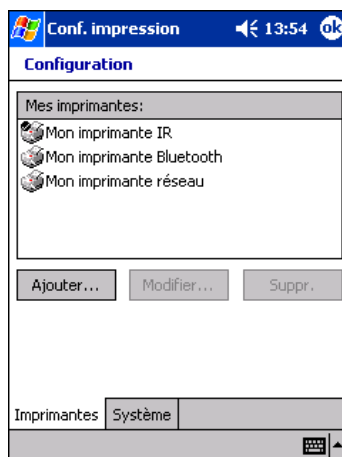 Conf. impression 13:54 ok
Configuration
Mes imprimantes:
Mon imprimante IR
Mon imprimante Bluetooth
Mon imprimante réseau
Ajouter... Modifier... Suppr.
Imprimantes Système